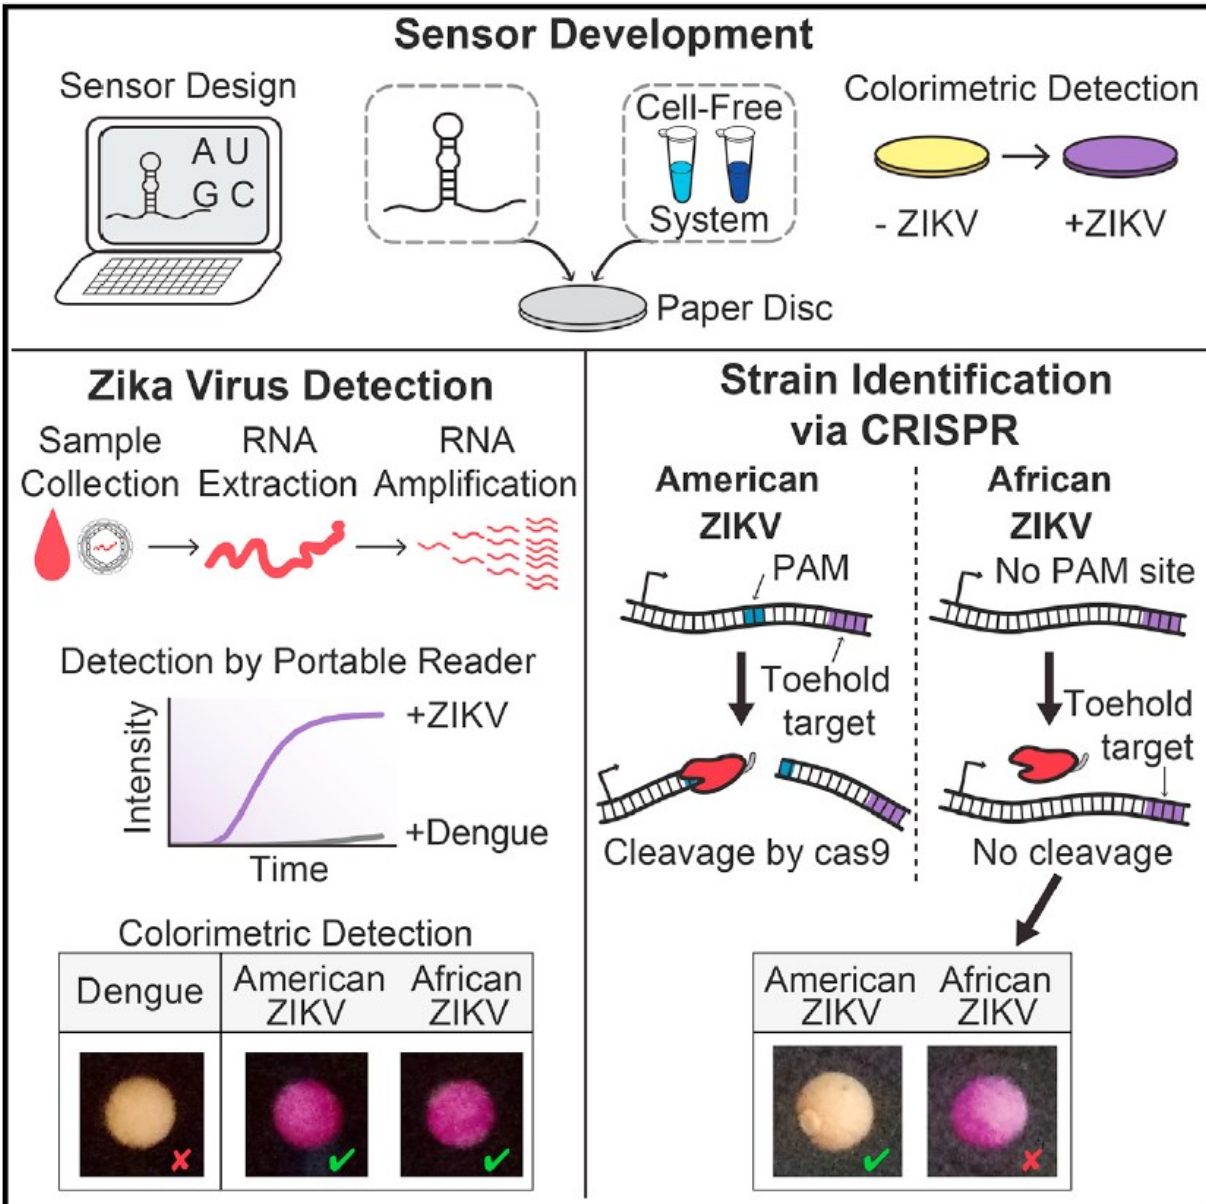 Sensor Development
Sensor Design
A U
G C
Cell-Free
System
Paper Disc
Colorimetric Detection
- ZIKV
+ZIKV
Zika Virus Detection
Sample
Collection
RNA
Extraction
RNA
Amplification
Detection by Portable Reader
Intensity
Time
+ZIKV
+Dengue
Colorimetric Detection
Dengue
American
ZIKV
African
ZIKV
Strain Identification
via CRISPR
American
ZIKV
PAM
Toehold
target
Cleavage by cas9
African
ZIKV
No PAM site
Toehold
target
No cleavage
American
ZIKV
African
ZIKV